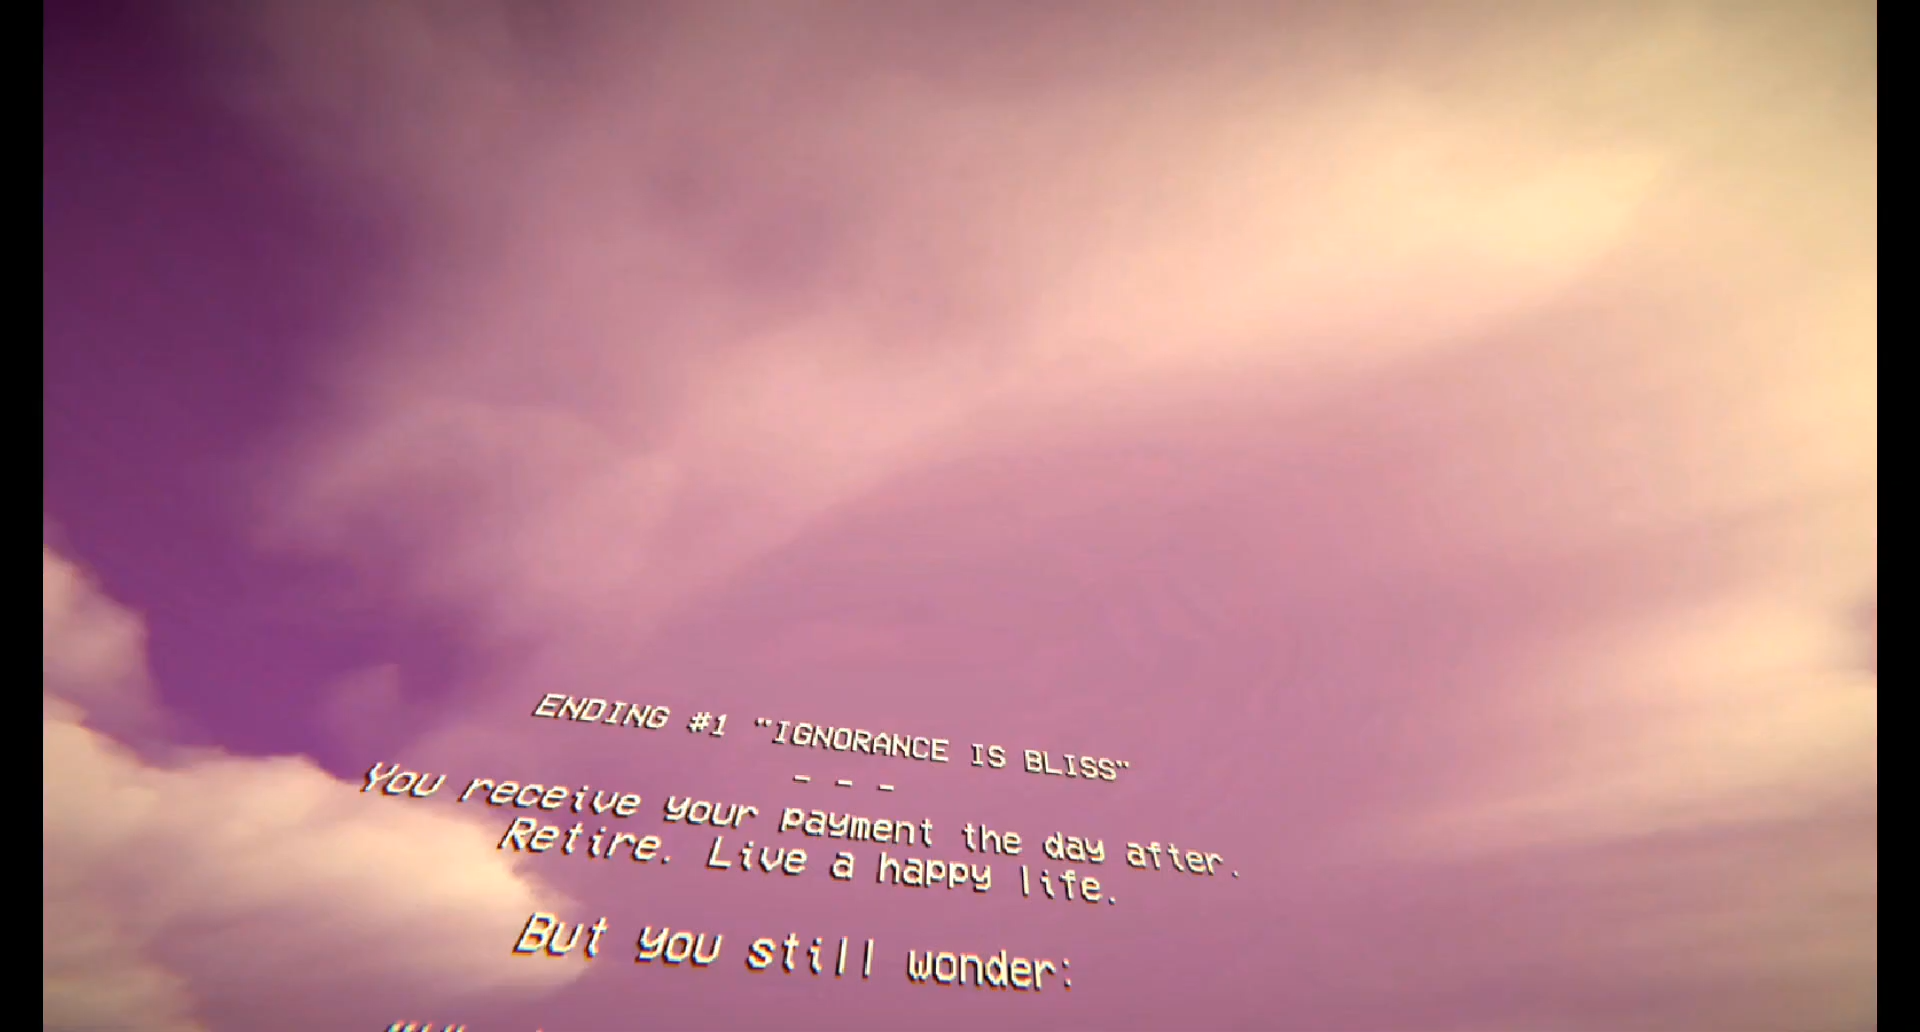 ENDING #1 "IGNORANCE IS BLISS"
- - -
You receive your payment the day after.
Retire. Live a happy life.
But you still wonder: